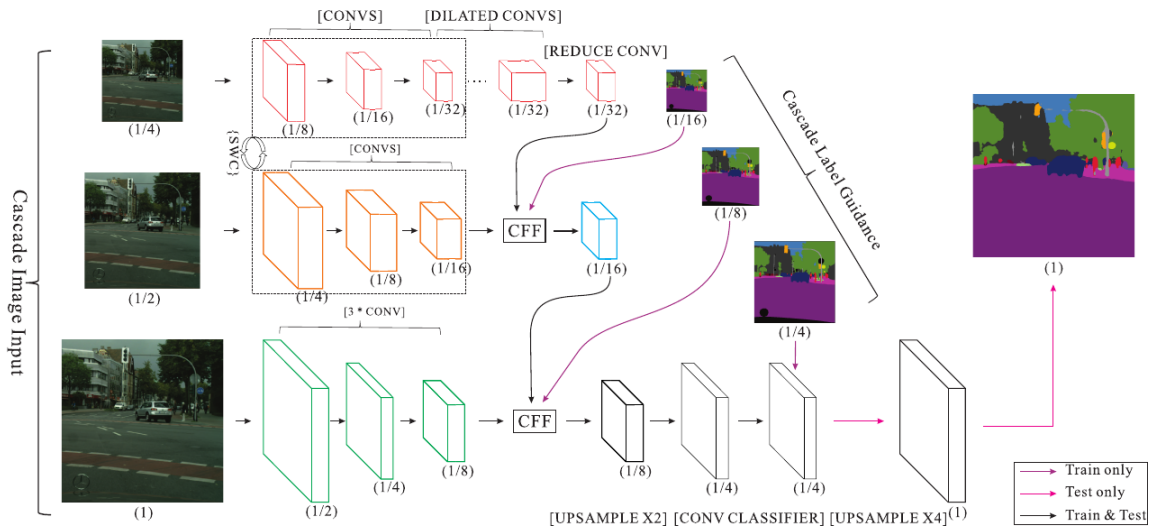 [CONVS]
[DILATED CONVS]
[REDUCE CONV]
(1/4)
(1/8)
(1/16)
(1/32)
(1/32)
(1/32)
(1/16)
{SWC}
[CONVS]
Cascade Image Input
Cascade Label Guidance
(1/2)
(1/4)
(1/8)
(1/16)
CFF
(1/16)
(1/8)
(1)
[3 * CONV]
(1/4)
(1)
(1/2)
(1/4)
(1/8)
CFF
(1/8)
(1/4)
(1/4)
(1)
[UPSAMPLE X2] [CONV CLASSIFIER] [UPSAMPLE X4]
Train only
Test only
Train & Test